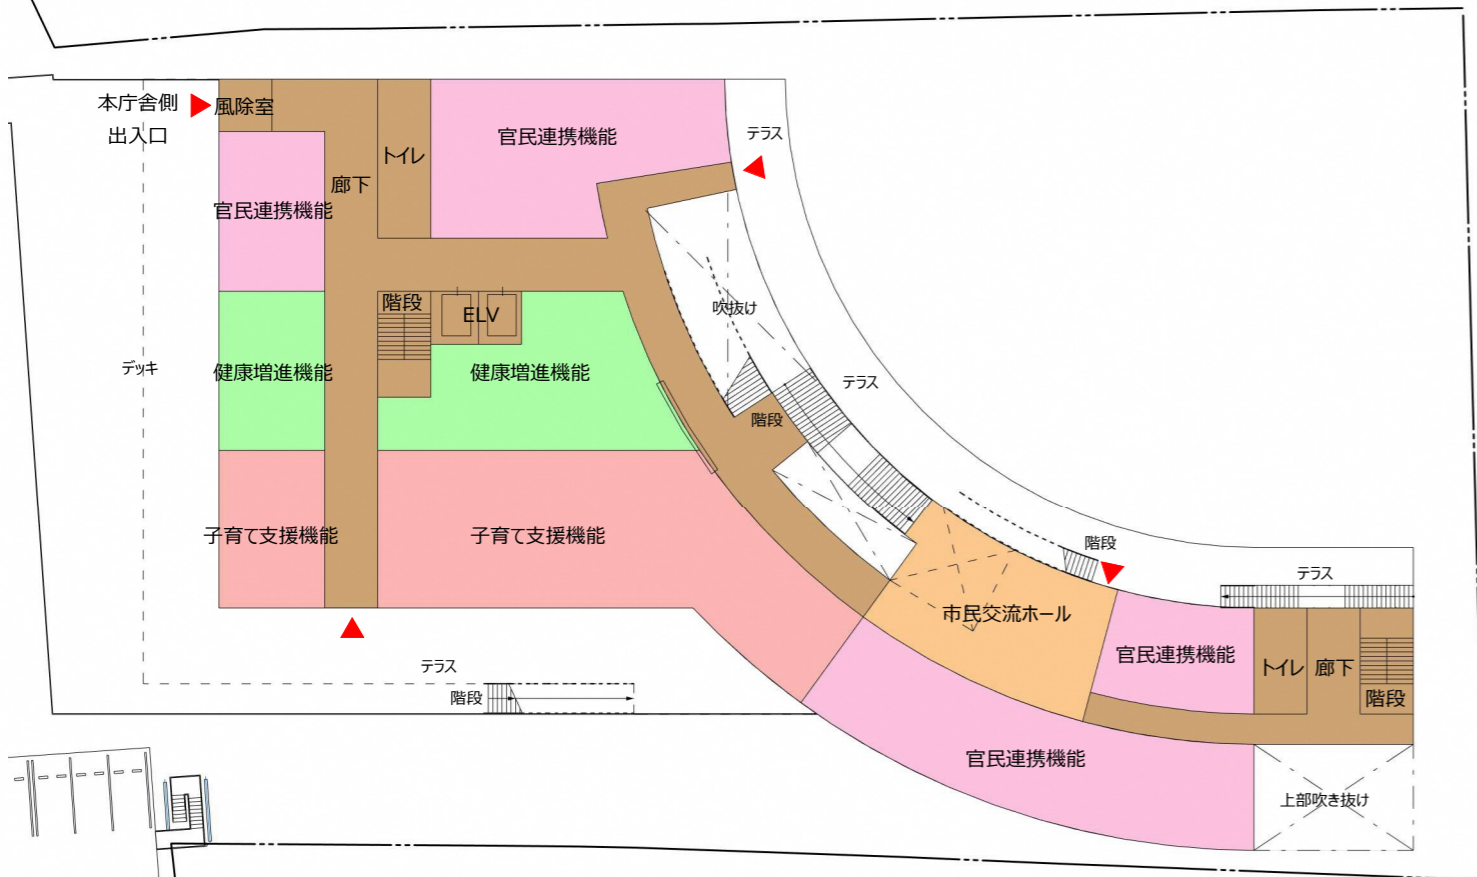 本庁舎側
出入口
風除室
官民連携機能
トイレ
廊下
官民連携機能
テラス
吹抜け
階段
ELV
デッキ
健康増進機能
健康増進機能
テラス
階段
子育て支援機能
子育て支援機能
階段
テラス
市民交流ホール
官民連携機能
トイレ
廊下
階段
テラス
階段
官民連携機能
上部吹き抜け